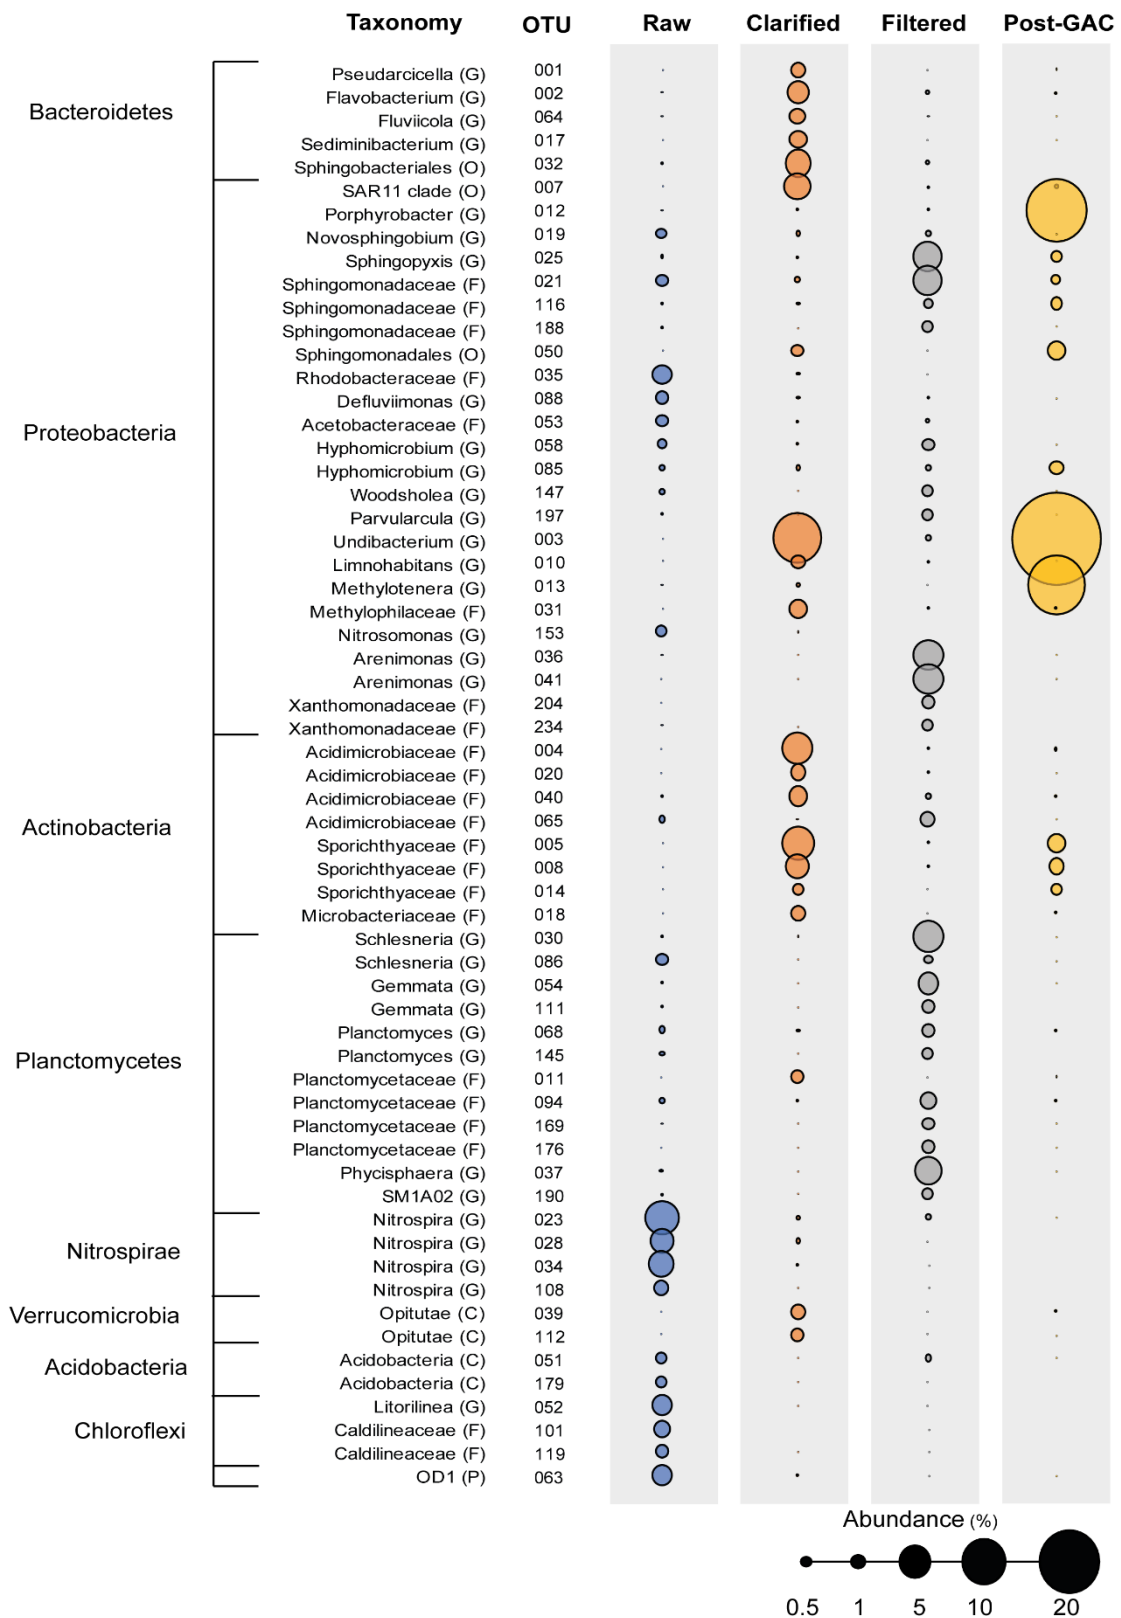 Taxonomy OTU Raw Clarified Filtered Post-GAC
Bacteroidetes
Pseudarcicella (G) 001
Flavobacterium (G) 002
Fluviicola (G) 064
Sediminibacterium (G) 017
Sphingobacteriales (O) 032
Proteobacteria
SAR11 clade (O) 007
Porphyrobacter (G) 012
Novosphingobium (G) 019
Sphingopyxis (G) 025
Sphingomonadaceae (F) 021
Sphingomonadaceae (F) 116
Sphingomonadaceae (F) 188
Sphingomonadales (O) 050
Rhodobacteraceae (F) 035
Defluviimonas (G) 088
Acetobacteraceae (F) 053
Hyphomicrobium (G) 058
Hyphomicrobium (G) 085
Woodsholea (G) 147
Parvularcula (G) 197
Undibacterium (G) 003
Limnohabitans (G) 010
Methylotenera (G) 013
Methylophilaceae (F) 031
Nitrosomonas (G) 153
Arenimonas (G) 036
Arenimonas (G) 041
Xanthomonadaceae (F) 204
Xanthomonadaceae (F) 234
Actinobacteria
Acidimicrobiaceae (F) 004
Acidimicrobiaceae (F) 020
Acidimicrobiaceae (F) 040
Acidimicrobiaceae (F) 065
Sporichthyaceae (F) 005
Sporichthyaceae (F) 008
Sporichthyaceae (F) 014
Microbacteriaceae (F) 018
Planctomycetes
Schlesneria (G) 030
Schlesneria (G) 086
Gemmata (G) 054
Gemmata (G) 111
Planctomyces (G) 068
Planctomyces (G) 145
Planctomycetaceae (F) 011
Planctomycetaceae (F) 094
Planctomycetaceae (F) 169
Planctomycetaceae (F) 176
Phycisphaera (G) 037
SM1A02 (G) 190
Nitrospirae
Nitrospira (G) 023
Nitrospira (G) 028
Nitrospira (G) 034
Nitrospira (G) 108
Verrucomicrobia
Opitutae (C) 039
Opitutae (C) 112
Acidobacteria
Acidobacteria (C) 051
Acidobacteria (C) 179
Chloroflexi
Litorilinea (G) 052
Caldilineaceae (F) 101
Caldilineaceae (F) 119
OD1 (P) 063
Abundance (%)
0.5 1 5 10 20